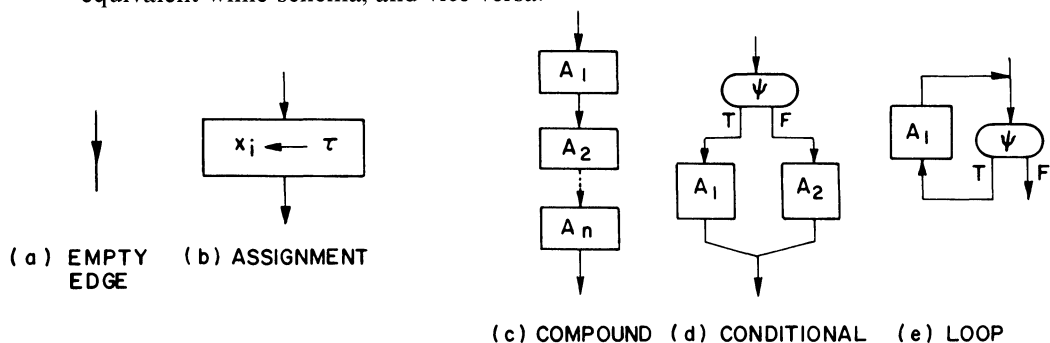 equivalent while schema, and vice versa.
A1
A2
An
ψ
T F
A1 A2
A1
ψ
T F
xi ← τ
(a) EMPTY EDGE
(b) ASSIGNMENT
(c) COMPOUND (d) CONDITIONAL (e) LOOP